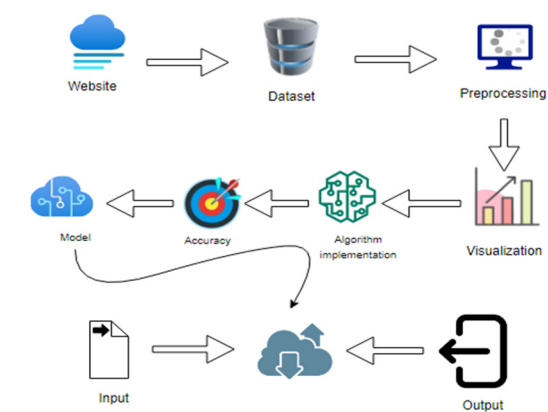 Website
Dataset
Preprocessing
Model
Accuracy
Algorithm
implementation
Visualization
Input
Output